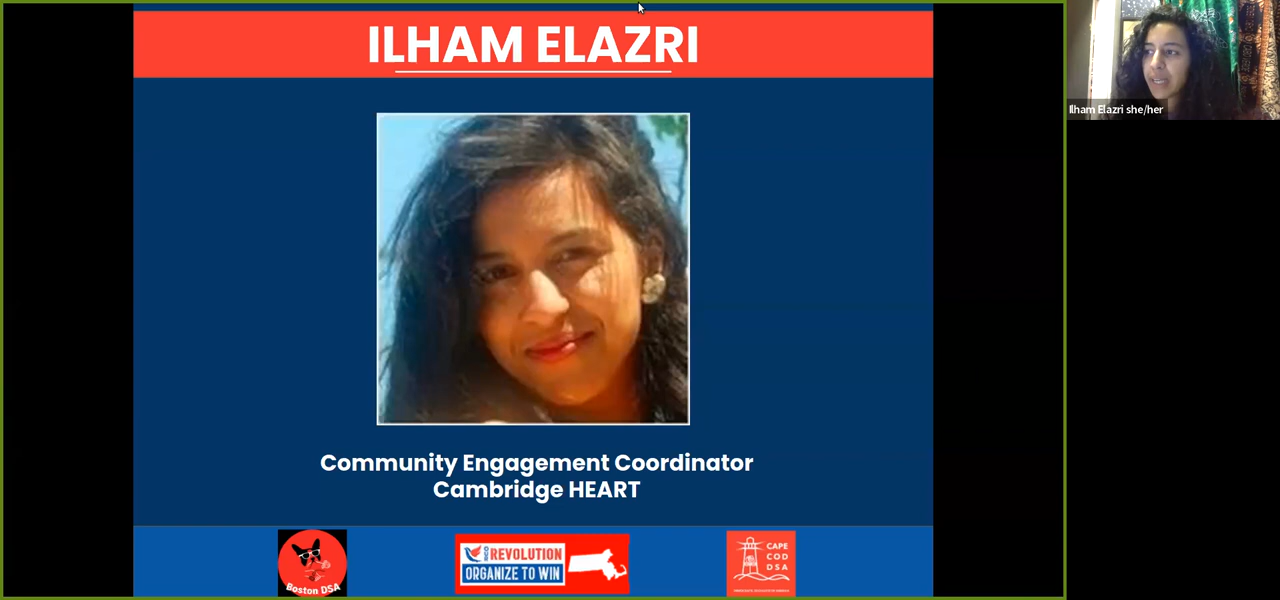 ILHAM ELAZRI
Ilham Elazri she/her
Community Engagement Coordinator
Cambridge HEART
Boston DSA
REVOLUTION
ORGANIZE TO WIN
CAPE
COD
DSA